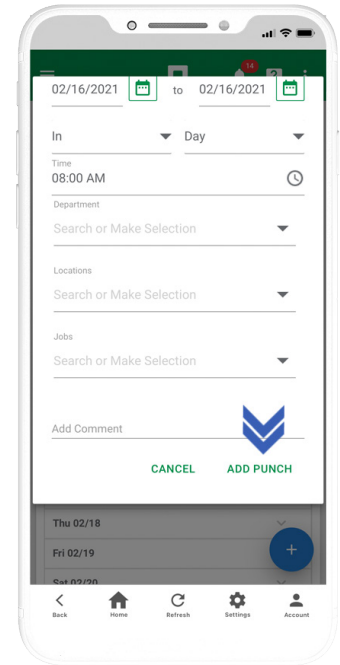 14
02/16/2021 to 02/16/2021
In Day
Time
08:00 AM
Department
Search or Make Selection
Locations
Search or Make Selection
Jobs
Search or Make Selection
Add Comment
CANCEL ADD PUNCH
Thu 02/18
Fri 02/19
+
Sat 02/20
Back Home Refresh Settings Account